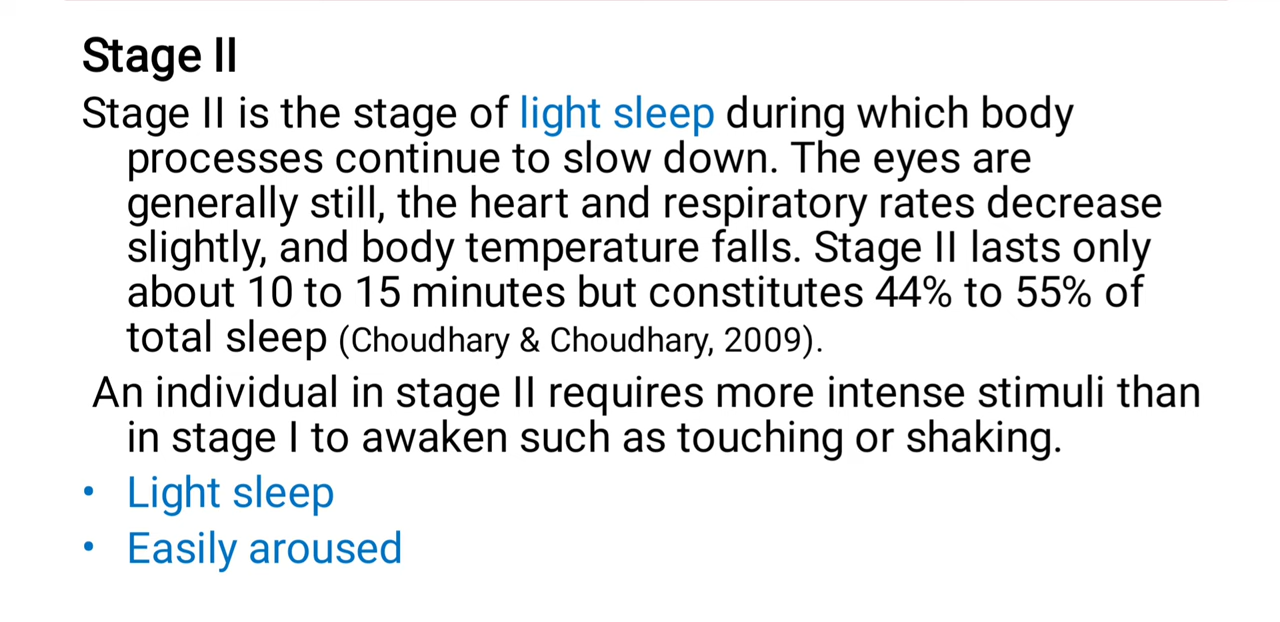 Stage II
Stage II is the stage of light sleep during which body
processes continue to slow down. The eyes are
generally still, the heart and respiratory rates decrease
slightly, and body temperature falls. Stage II lasts only
about 10 to 15 minutes but constitutes 44% to 55% of
total sleep (Choudhary & Choudhary, 2009).
An individual in stage II requires more intense stimuli than
in stage I to awaken such as touching or shaking.
• Light sleep
• Easily aroused